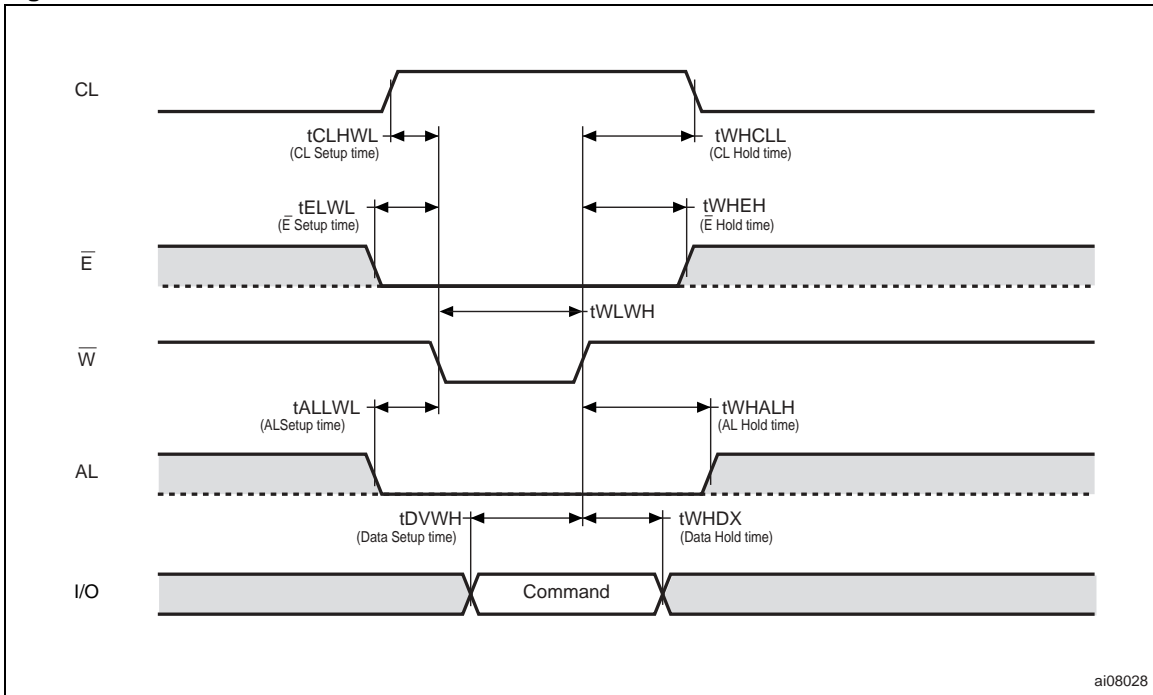 CL
tCLHWL
(CL Setup time)
tWHCLL
(CL Hold time)
tELWL
(E̅ Setup time)
tWHEH
(E̅ Hold time)
E̅
tWLWH
W̅
tALLWL
(ALSetup time)
tWHALH
(AL Hold time)
AL
tDVWH
(Data Setup time)
tWHDX
(Data Hold time)
I/O
Command
ai08028